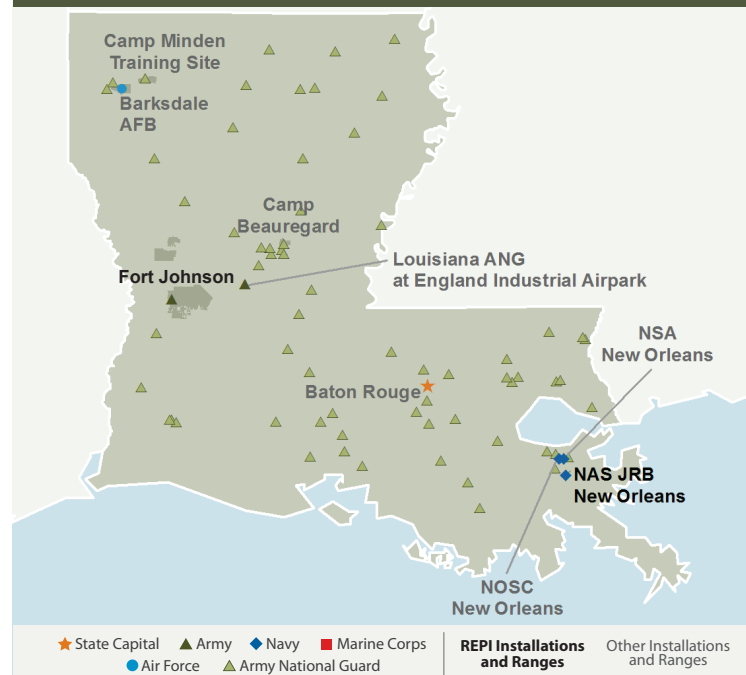 Camp Minden
Training Site
Barksdale
AFB
Camp
Beauregard
Fort Johnson
Louisiana ANG
at England Industrial Airpark
NSA
New Orleans
Baton Rouge
NAS JRB
New Orleans
NOSC
New Orleans
State Capital
Army
Navy
Marine Corps
Air Force
Army National Guard
REPI Installations
and Ranges
Other Installations
and Ranges